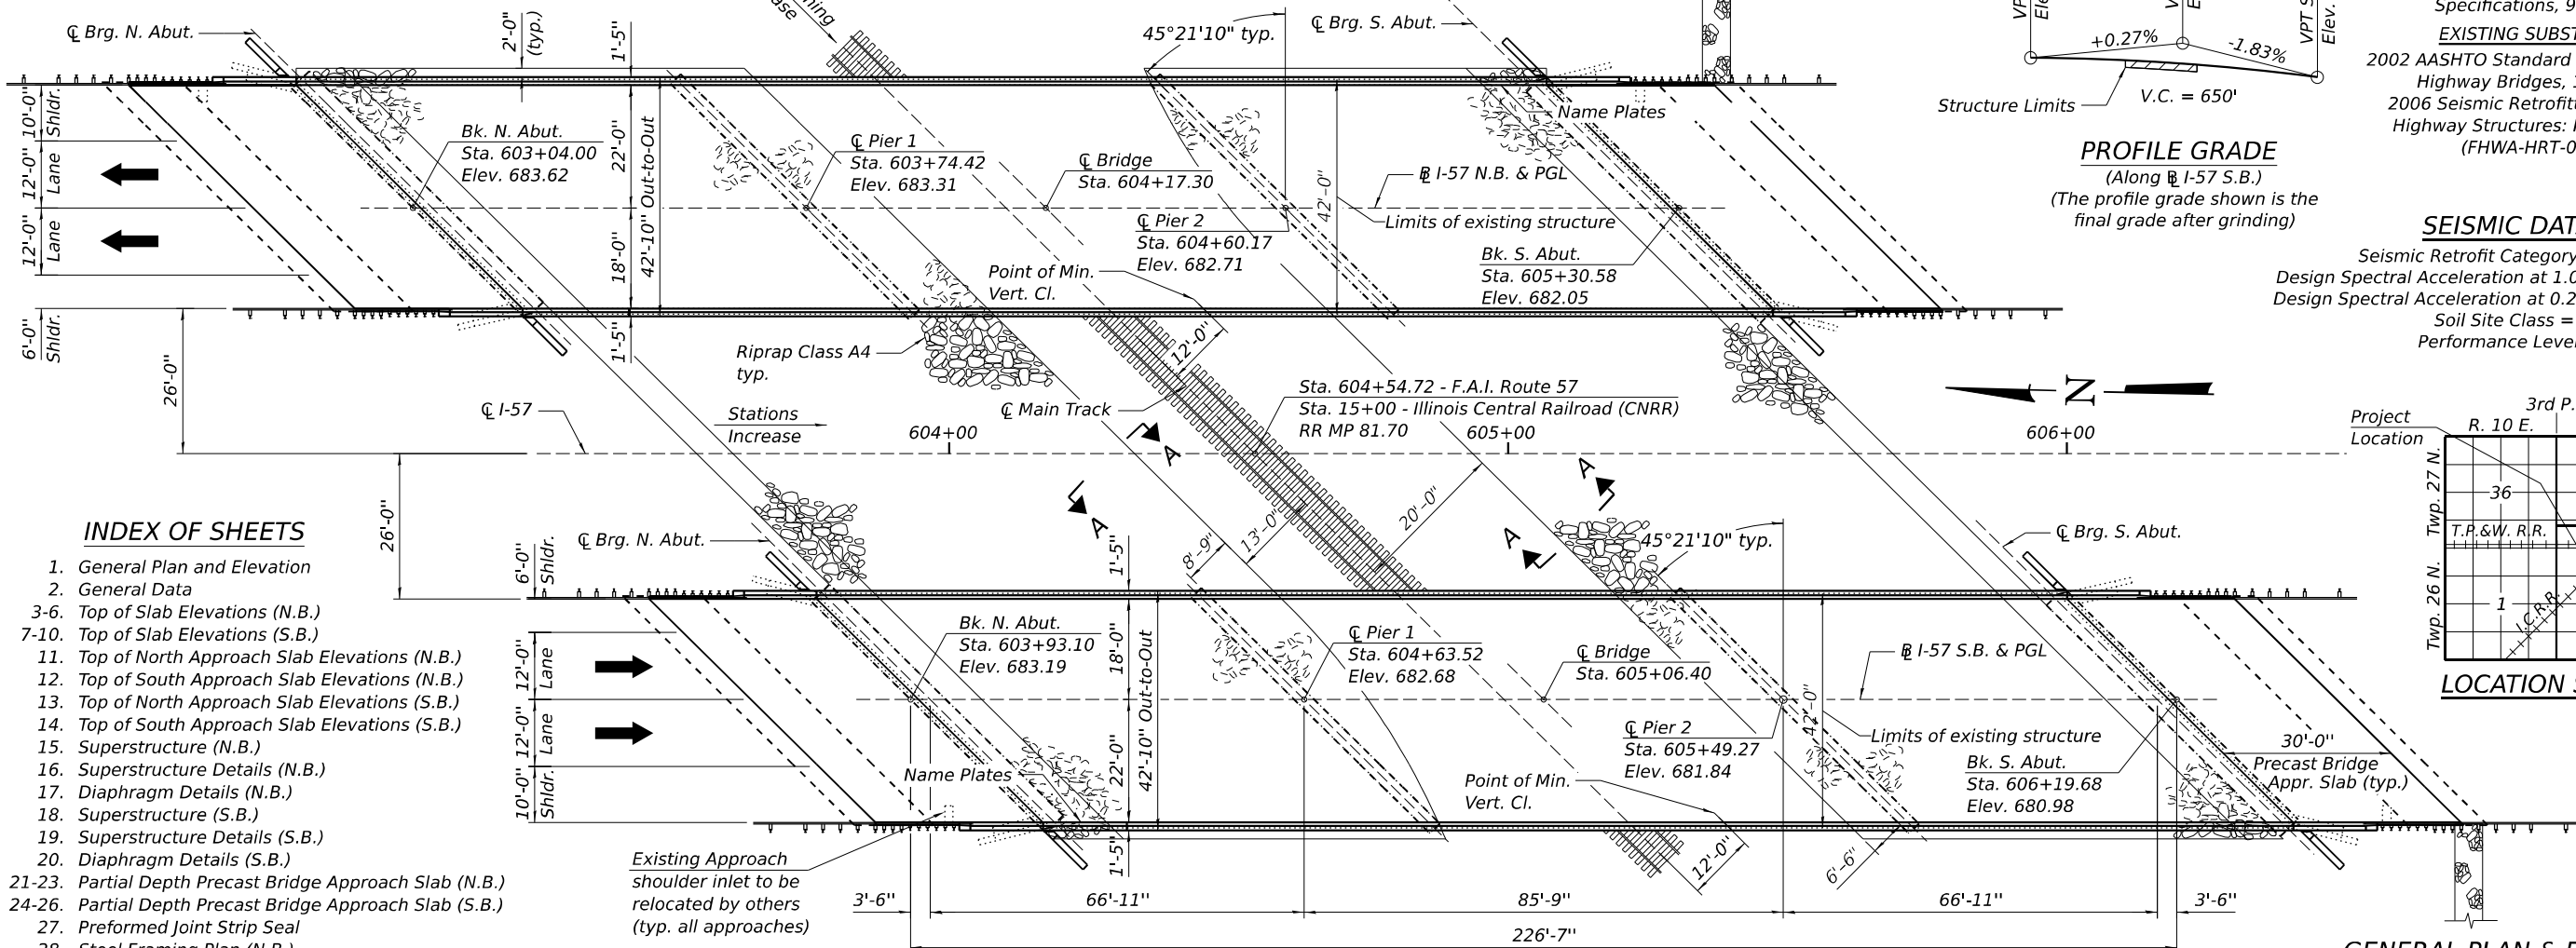 ℄ Brg. N. Abut.
2'-0"
(typ.)
1'-5"
45°21'10" typ.
℄ Brg. S. Abut.
10'-0"
Shldr.
12'-0"
Lane
12'-0"
Lane
6'-0"
Shldr.
26'-0"
Bk. N. Abut.
Sta. 603+04.00
Elev. 683.62
22'-0"
18'-0"
42'-10" Out-to-Out
1'-5"
℄ Pier 1
Sta. 603+74.42
Elev. 683.31
℄ Bridge
Sta. 604+17.30
℄ Pier 2
Sta. 604+60.17
Elev. 682.71
42'-0"
Point of Min.
Vert. Cl.
Name Plates
B I-57 N.B. & PGL
Limits of existing structure
Bk. S. Abut.
Sta. 605+30.58
Elev. 682.05
Riprap Class A4
typ.
12'-0"
℄ I-57
Stations
Increase
℄ Main Track
Sta. 604+54.72 - F.A.I. Route 57
Sta. 15+00 - Illinois Central Railroad (CNRR)
RR MP 81.70
604+00
605+00
606+00
N
A
A
A
A
+0.27%
-1.83%
VPT S
Elev.
Structure Limits
V.C. = 650'
PROFILE GRADE
(Along B I-57 S.B.)
(The profile grade shown is the
final grade after grinding)
Specifications, 9
EXISTING SUBST
2002 AASHTO Standard
Highway Bridges,
2006 Seismic Retrofit
Highway Structures:
(FHWA-HRT-0
SEISMIC DAT
Seismic Retrofit Category
Design Spectral Acceleration at 1.0
Design Spectral Acceleration at 0.2
Soil Site Class =
Performance Leve
Project
Location
R. 10 E.
3rd P.
Twp. 27 N.
Twp. 26 N.
36
T.P.&W. R.R.
1
I.C.R.R.
LOCATION S
INDEX OF SHEETS
1. General Plan and Elevation
2. General Data
3-6. Top of Slab Elevations (N.B.)
7-10. Top of Slab Elevations (S.B.)
11. Top of North Approach Slab Elevations (N.B.)
12. Top of South Approach Slab Elevations (N.B.)
13. Top of North Approach Slab Elevations (S.B.)
14. Top of South Approach Slab Elevations (S.B.)
15. Superstructure (N.B.)
16. Superstructure Details (N.B.)
17. Diaphragm Details (N.B.)
18. Superstructure (S.B.)
19. Superstructure Details (S.B.)
20. Diaphragm Details (S.B.)
21-23. Partial Depth Precast Bridge Approach Slab (N.B.)
24-26. Partial Depth Precast Bridge Approach Slab (S.B.)
27. Preformed Joint Strip Seal
28. Steel Framing Plan (N.B.)
26'-0"
℄ Brg. N. Abut.
6'-0"
Shldr.
12'-0"
Lane
12'-0"
Lane
10'-0"
Shldr.
8'-9"
13'-0"
20'-0"
45°21'10" typ.
℄ Brg. S. Abut.
1'-5"
18'-0"
22'-0"
42'-10" Out-to-Out
1'-5"
Bk. N. Abut.
Sta. 603+93.10
Elev. 683.19
℄ Pier 1
Sta. 604+63.52
Elev. 682.68
℄ Bridge
Sta. 605+06.40
℄ Pier 2
Sta. 605+49.27
Elev. 681.84
42'-0"
B I-57 S.B. & PGL
Limits of existing structure
Bk. S. Abut.
Sta. 606+19.68
Elev. 680.98
30'-0"
Precast Bridge
Appr. Slab (typ.)
Name Plates
Point of Min.
Vert. Cl.
12'-0"
6'-6"
Existing Approach
shoulder inlet to be
relocated by others
(typ. all approaches)
3'-6"
66'-11"
85'-9"
66'-11"
3'-6"
226'-7"